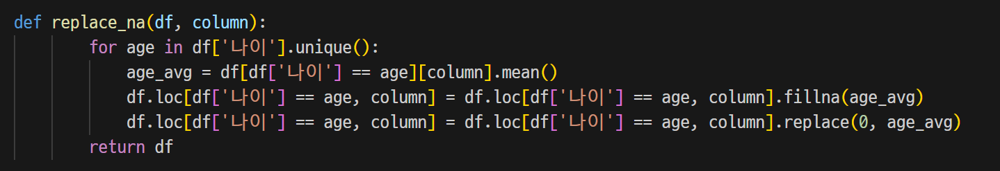 def replace_na(df, column):
for age in df['나이'].unique():
age_avg = df[df['나이'] == age][column].mean()
df.loc[df['나이'] == age, column] = df.loc[df['나이'] == age, column].fillna(age_avg)
df.loc[df['나이'] == age, column] = df.loc[df['나이'] == age, column].replace(0, age_avg)
return df